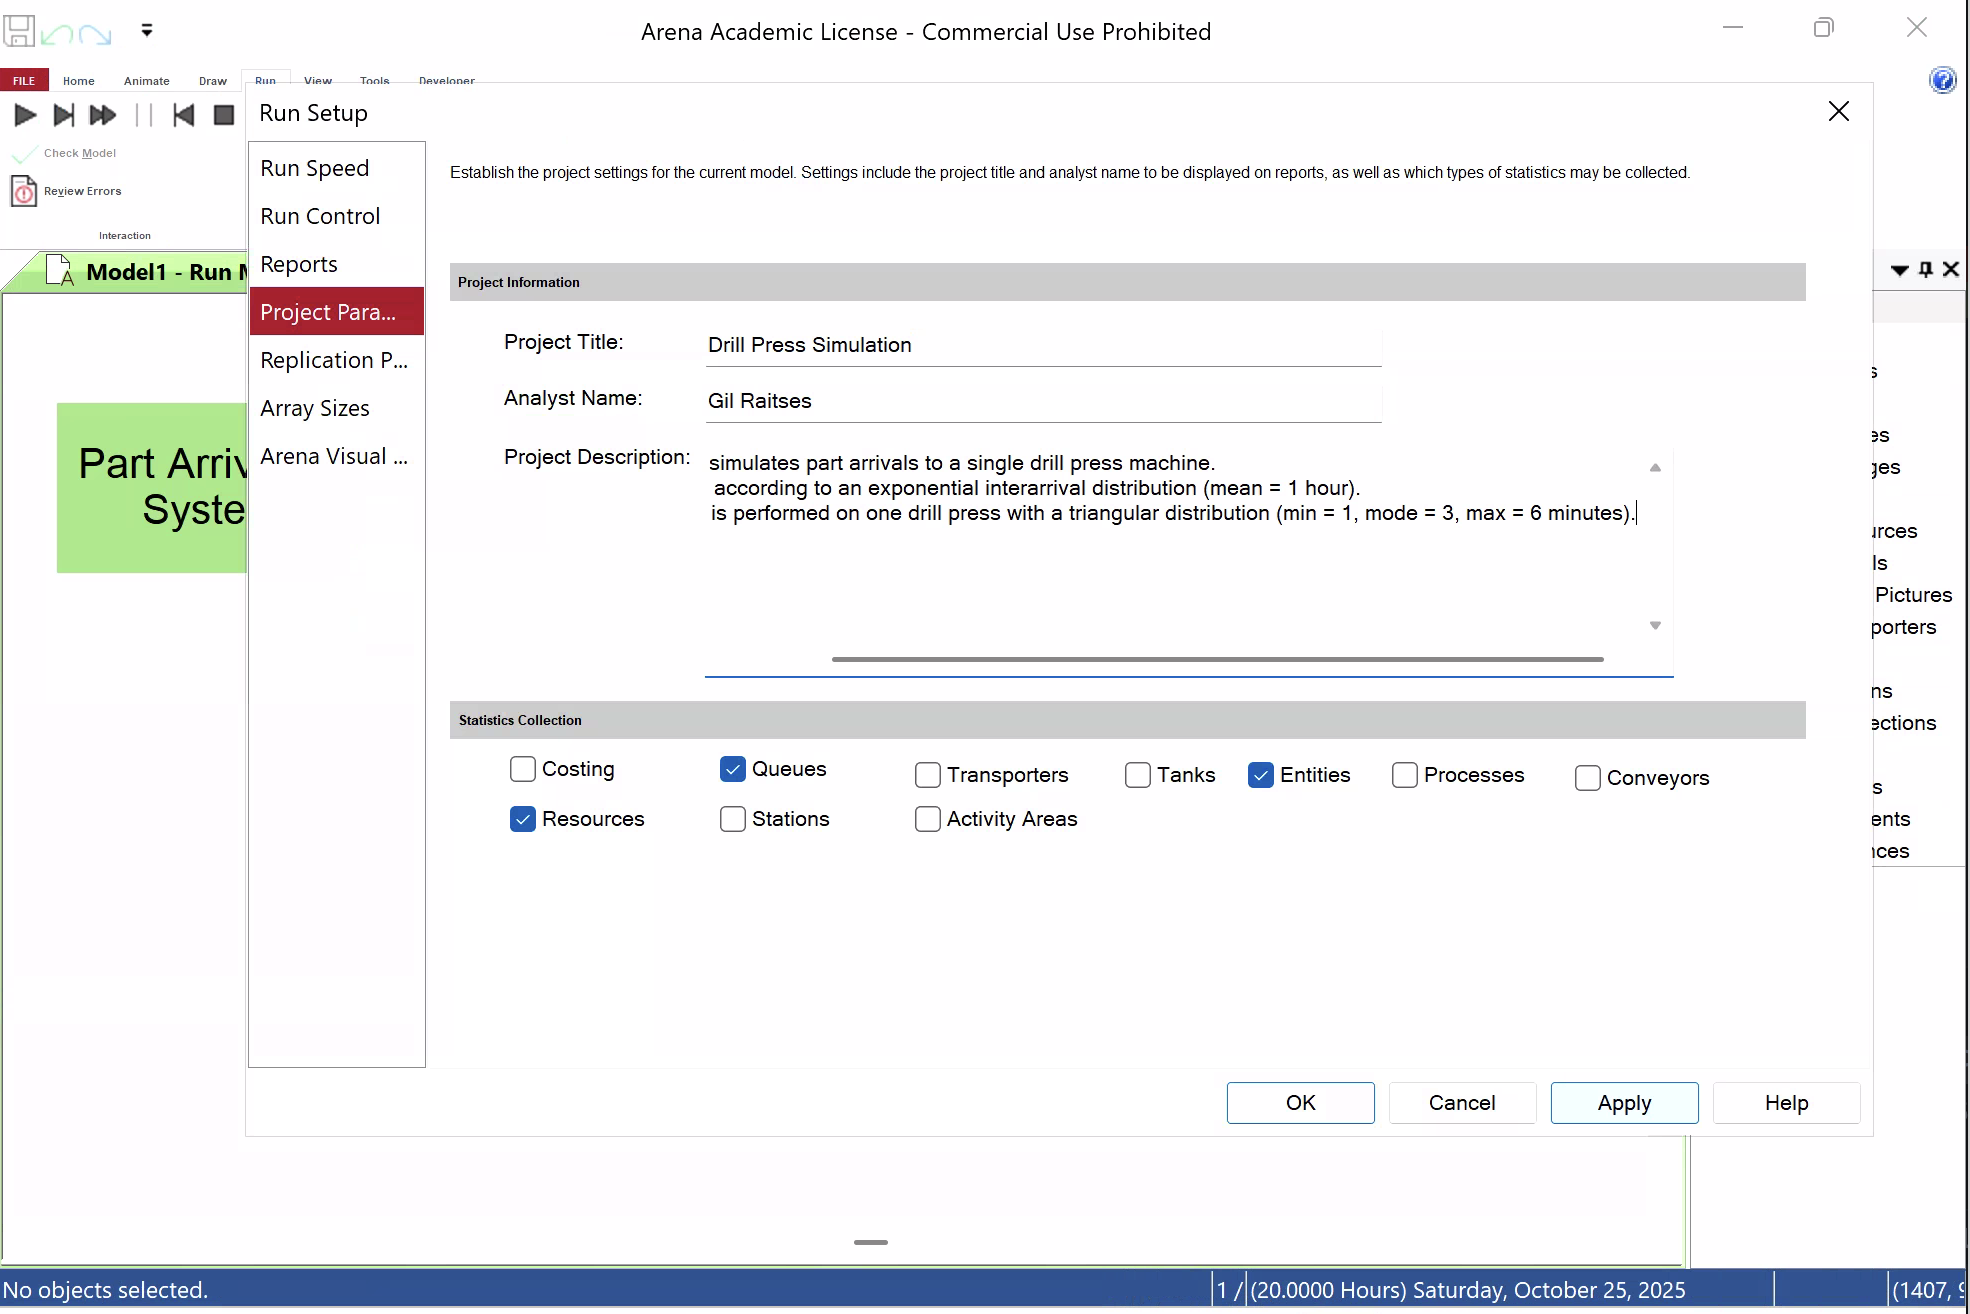 Arena Academic License - Commercial Use Prohibited
FILE Home Animate Draw Run View Tools Developer
Check Model
Review Errors
Interaction
Model1 - Run
Part Arriv
Syste
Run Setup
Run Speed
Run Control
Reports
Project Para...
Replication P...
Array Sizes
Arena Visual ...
Establish the project settings for the current model. Settings include the project title and analyst name to be displayed on reports, as well as which types of statistics may be collected.
Project Information
Project Title: Drill Press Simulation
Analyst Name: Gil Raitses
Project Description: simulates part arrivals to a single drill press machine.
according to an exponential interarrival distribution (mean = 1 hour).
is performed on one drill press with a triangular distribution (min = 1, mode = 3, max = 6 minutes).
Statistics Collection
Costing Queues Transporters Tanks Entities Processes Conveyors
Resources Stations Activity Areas
OK Cancel Apply Help
s
es
ges
urces
ls
Pictures
porters
ns
ections
s
ents
nces
No objects selected.
1 / (20.0000 Hours) Saturday, October 25, 2025
(1407,